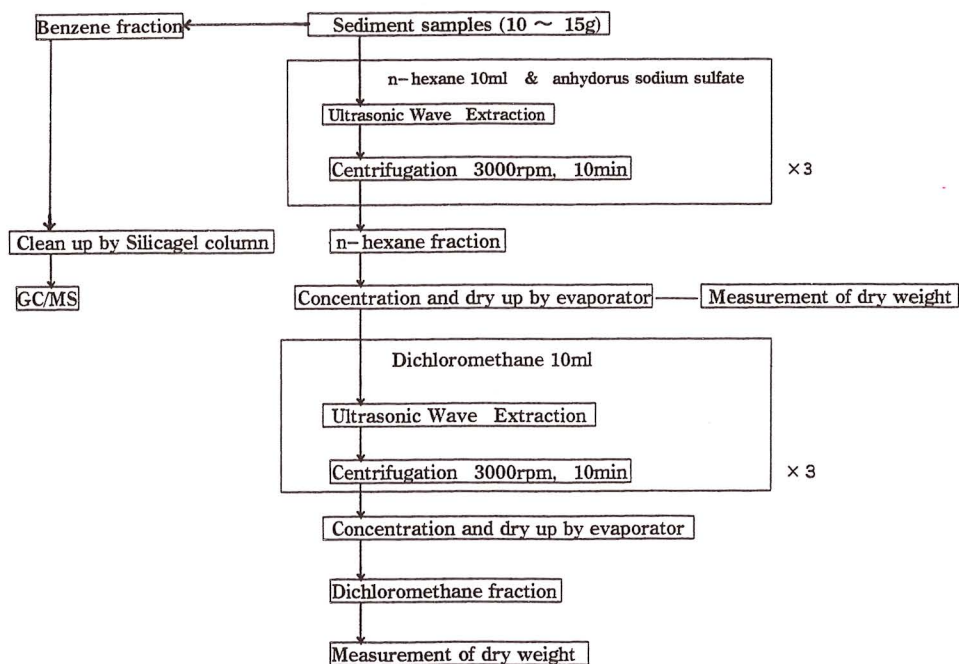 Benzene fraction
Sediment samples (10 ～ 15g)
n-hexane 10ml & anhydorus sodium sulfate
Ultrasonic Wave Extraction
Centrifugation 3000rpm, 10min
×3
Clean up by Silicagel column
n-hexane fraction
GC/MS
Concentration and dry up by evaporator
Measurement of dry weight
Dichloromethane 10ml
Ultrasonic Wave Extraction
Centrifugation 3000rpm, 10min
×3
Concentration and dry up by evaporator
Dichloromethane fraction
Measurement of dry weight